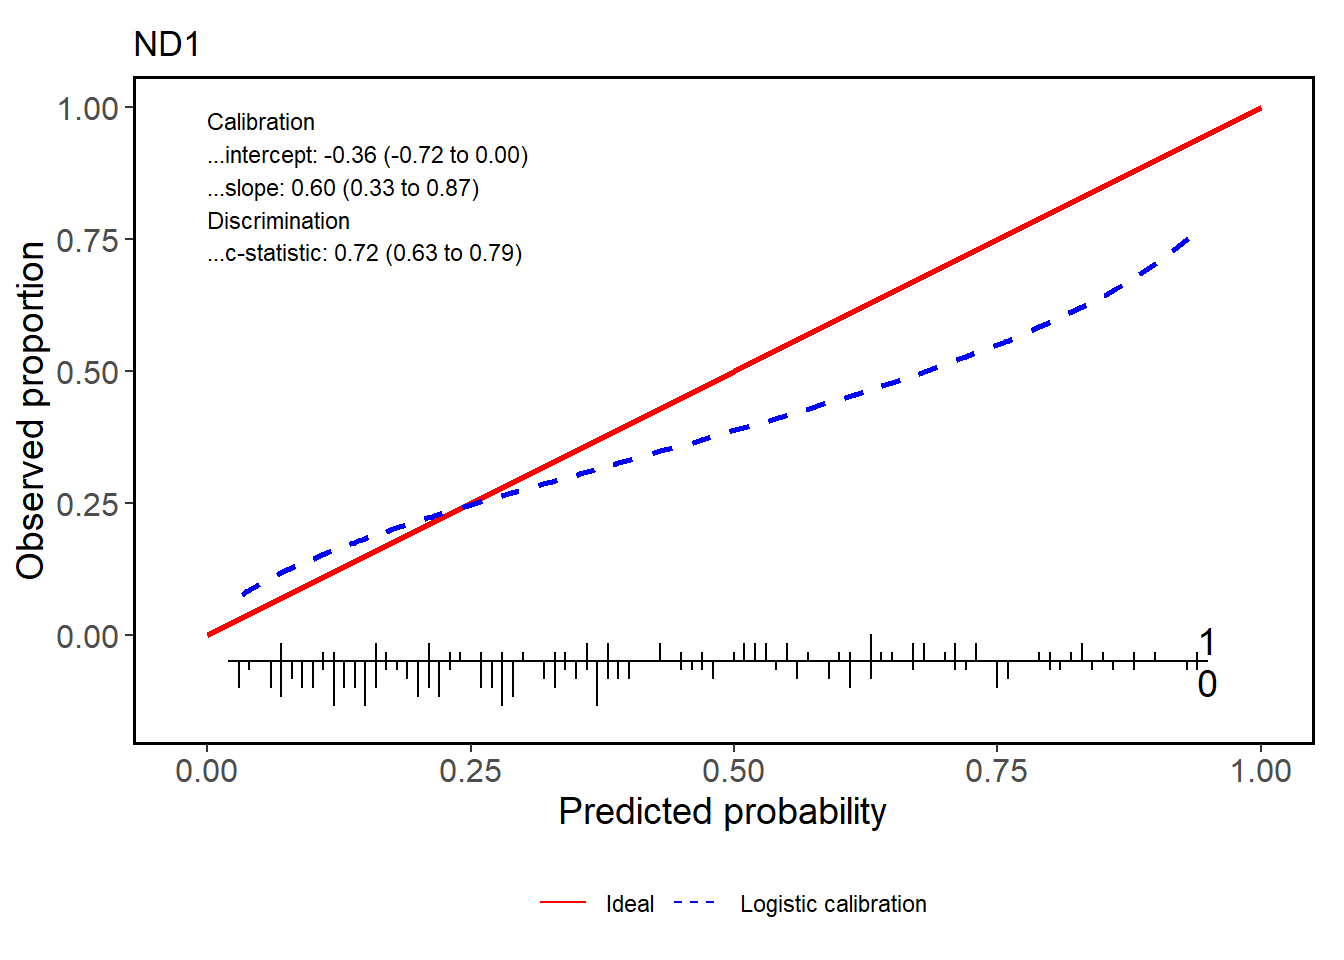 ND1
Calibration
...intercept: -0.36 (-0.72 to 0.00)
...slope: 0.60 (0.33 to 0.87)
Discrimination
...c-statistic: 0.72 (0.63 to 0.79)
Observed proportion
1.00
0.75
0.50
0.25
0.00
1
0
0.00 0.25 0.50 0.75 1.00
Predicted probability
Ideal Logistic calibration